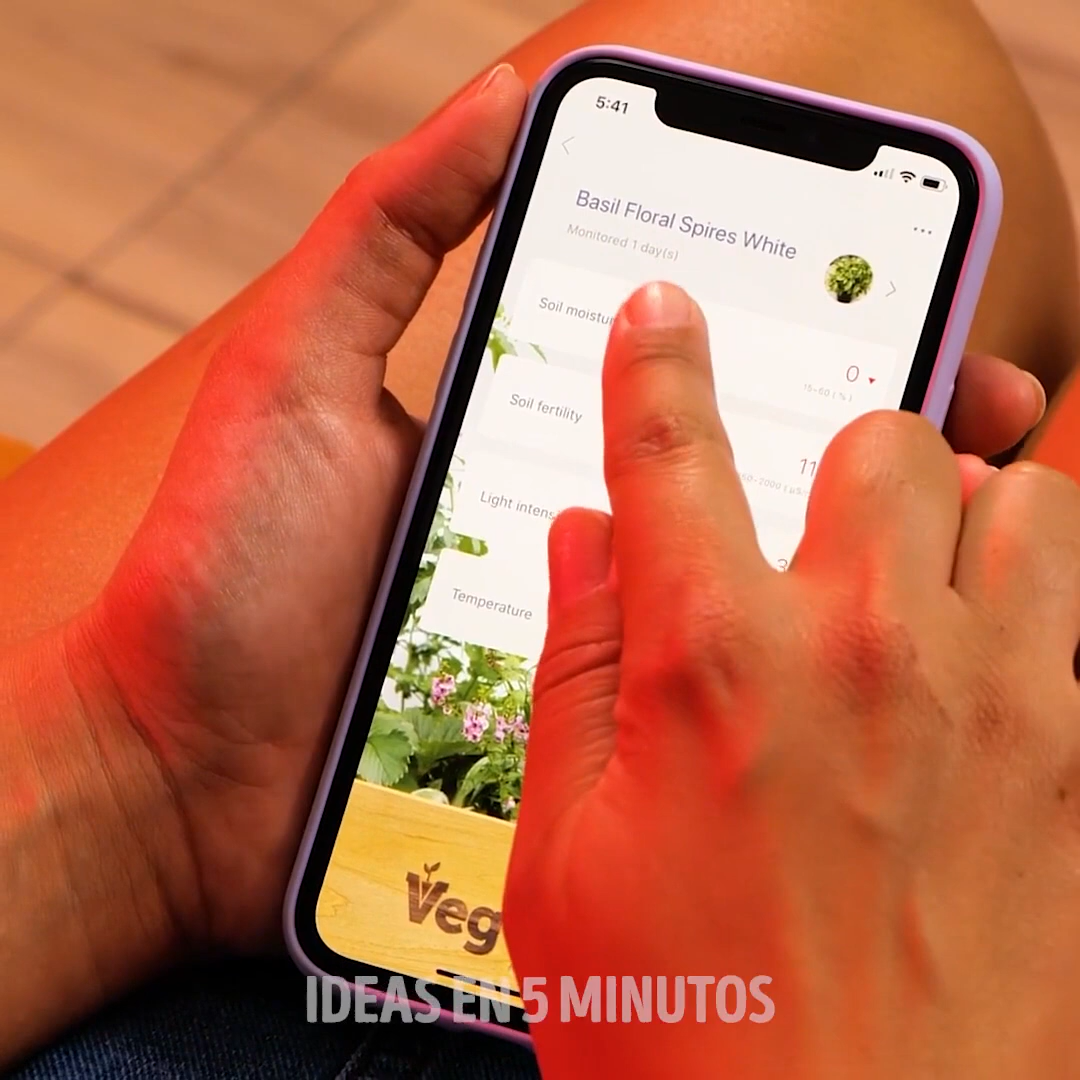 5:41
Basil Floral Spires White
Monitored 1 day(s)
Soil moistu
0
15~60 ( % )
Soil fertility
11
Light intens
3
Temperature
Veg
IDEAS EN 5 MINUTOS